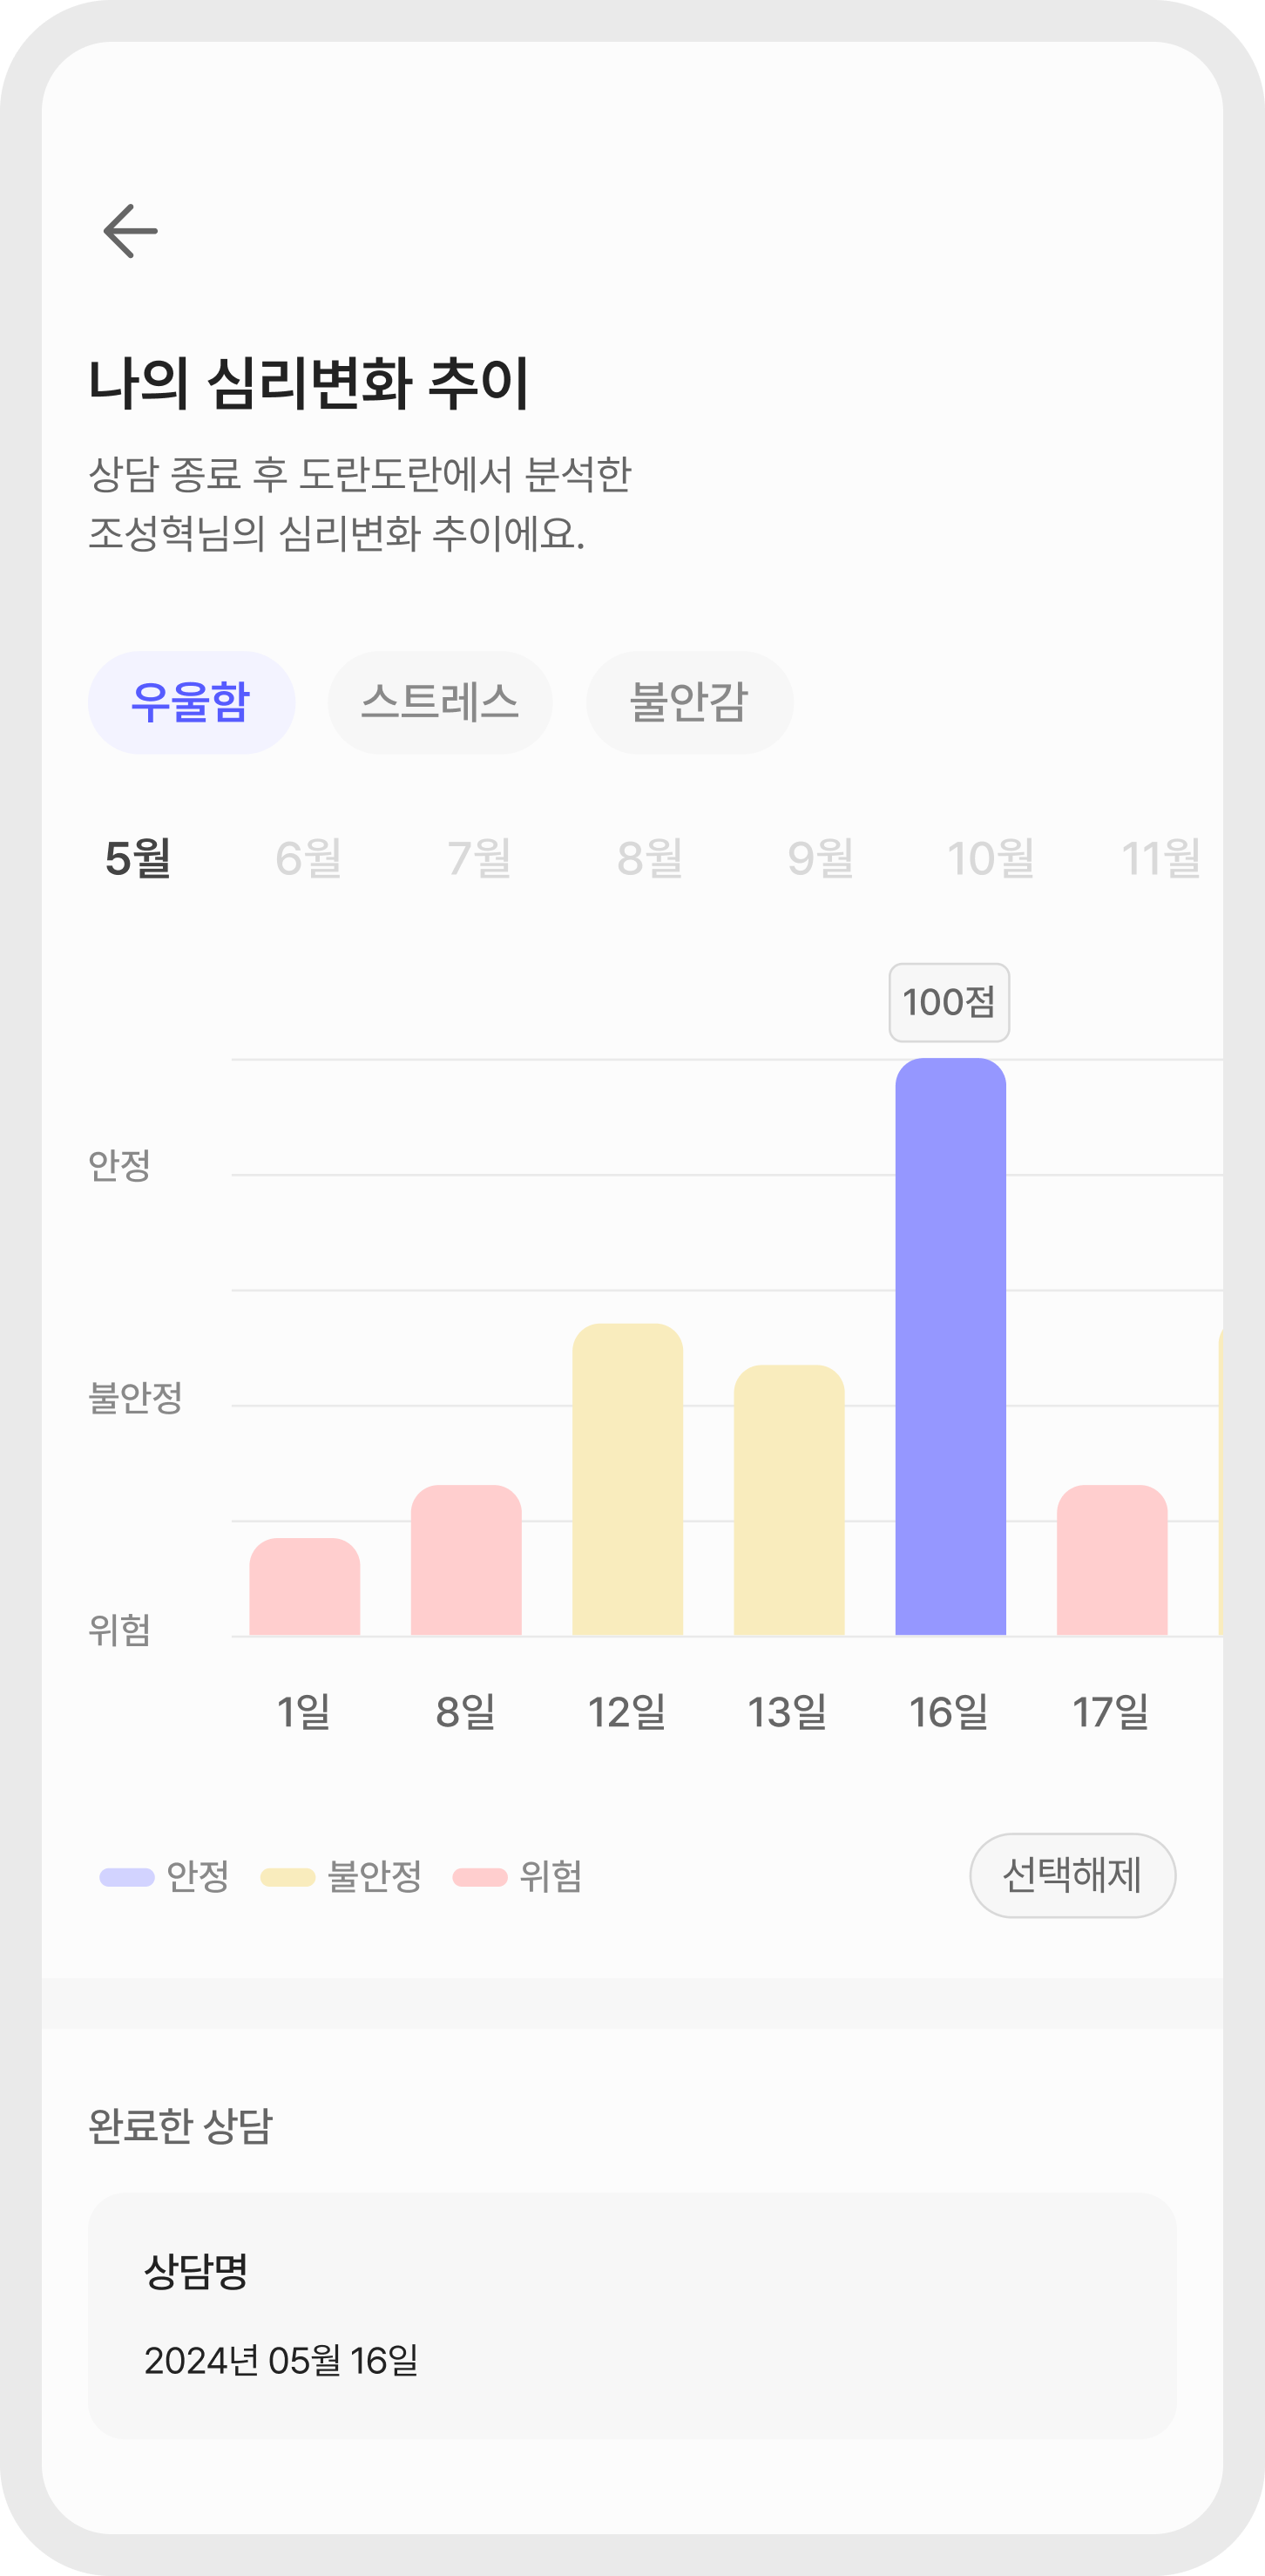 나의 심리변화 추이
상담 종료 후 도란도란에서 분석한
조성혁님의 심리변화 추이에요.
우울함 스트레스 불안감
5월 6월 7월 8월 9월 10월 11월
100점
안정
불안정
위험
1일 8일 12일 13일 16일 17일
안정 불안정 위험 선택해제
완료한 상담
상담명
2024년 05월 16일